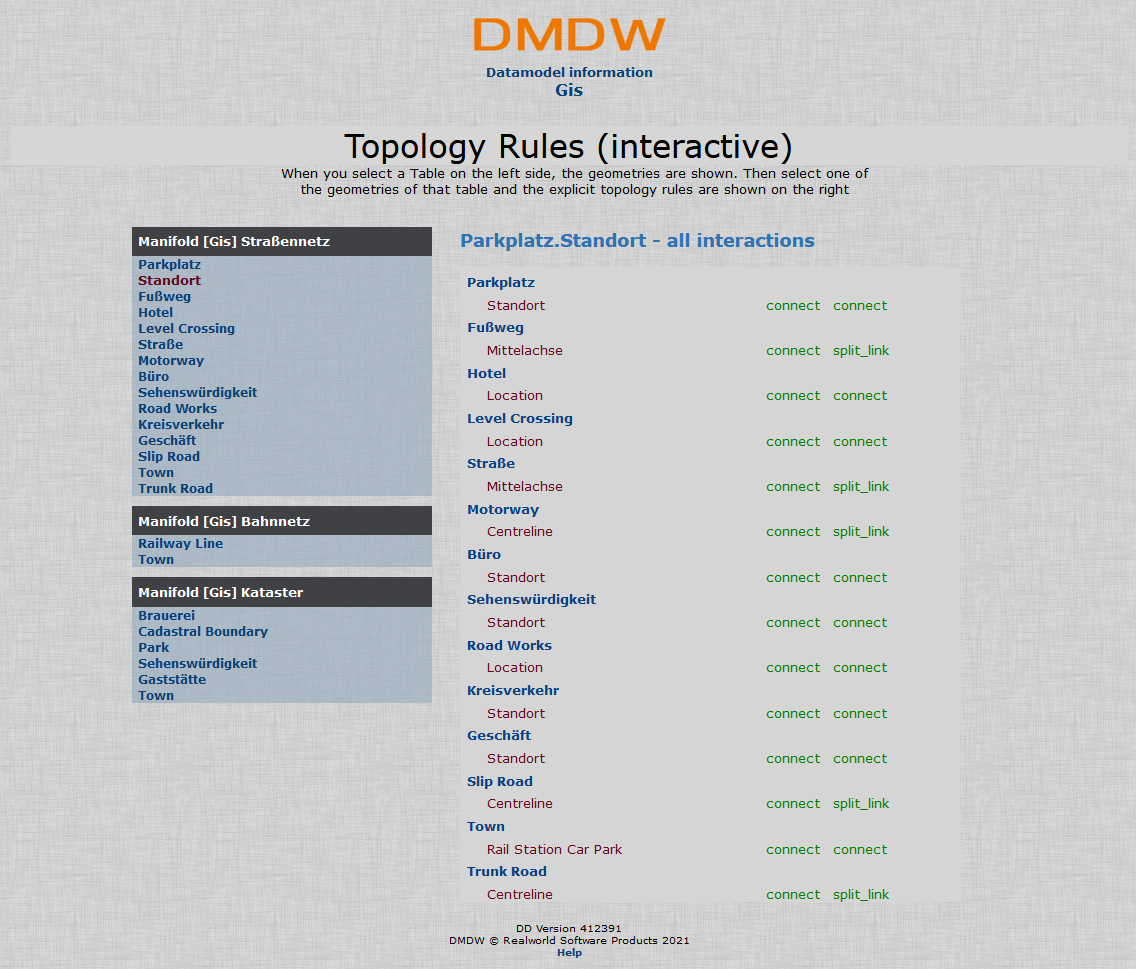 DMDW
Datamodel information
Gis
Topology Rules (interactive)
When you select a Table on the left side, the geometries are shown. Then select one of
the geometries of that table and the explicit topology rules are shown on the right
Manifold [Gis] Straßennetz
Parkplatz
Standort
Fußweg
Hotel
Level Crossing
Straße
Motorway
Büro
Sehenswürdigkeit
Road Works
Kreisverkehr
Geschäft
Slip Road
Town
Trunk Road
Manifold [Gis] Bahnnetz
Railway Line
Town
Manifold [Gis] Kataster
Brauerei
Cadastral Boundary
Park
Sehenswürdigkeit
Gaststätte
Town
Parkplatz.Standort - all interactions
Parkplatz
Standort connect connect
Fußweg
Mittelachse connect split_link
Hotel
Location connect connect
Level Crossing
Location connect connect
Straße
Mittelachse connect split_link
Motorway
Centreline connect split_link
Büro
Standort connect connect
Sehenswürdigkeit
Standort connect connect
Road Works
Location connect connect
Kreisverkehr
Standort connect connect
Geschäft
Standort connect connect
Slip Road
Centreline connect split_link
Town
Rail Station Car Park connect connect
Trunk Road
Centreline connect split_link
DD Version 412391
DMDW © Realworld Software Products 2021
Help